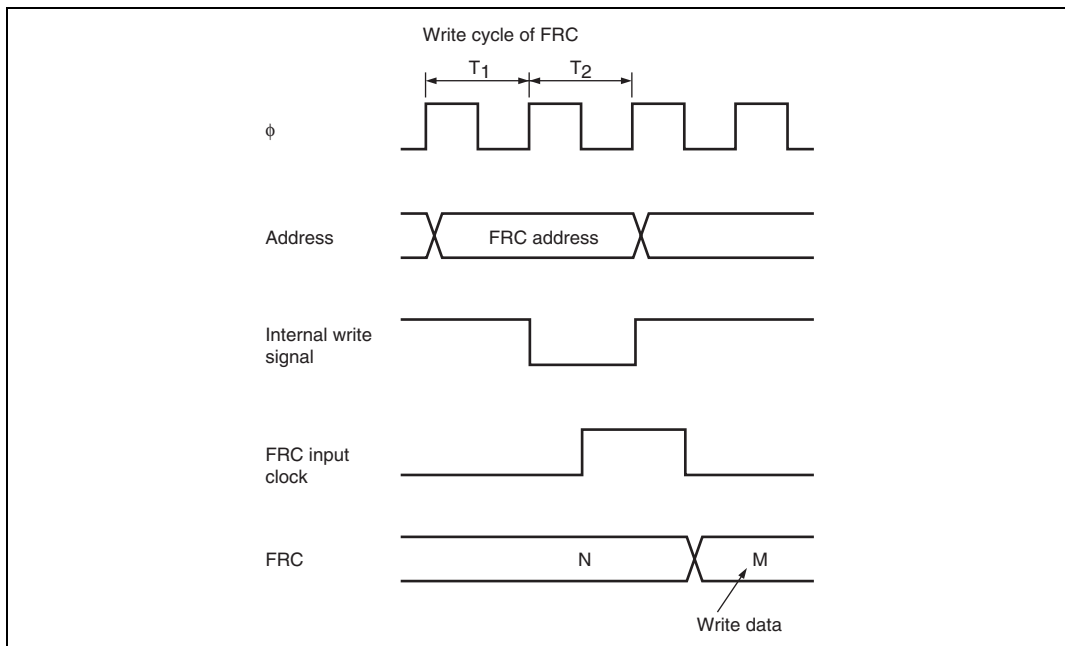 Write cycle of FRC
T1
T2
ϕ
Address
FRC address
Internal write
signal
FRC input
clock
FRC
N
M
Write data